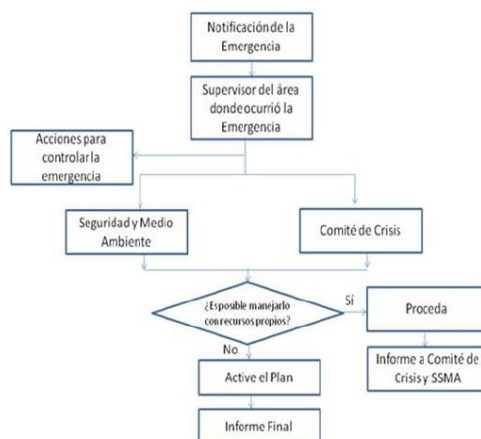 Notificación de la
Emergencia
Supervisor del área
donde ocurrió la
Emergencia
Acciones para
controlar la
emergencia
Seguridad y Medio
Ambiente
Comité de Crisis
¿Es posible manejarlo
con recursos propios?
Sí
Proceda
No
Informe a Comité de
Crisis y SSMA
Active el Plan
Informe Final